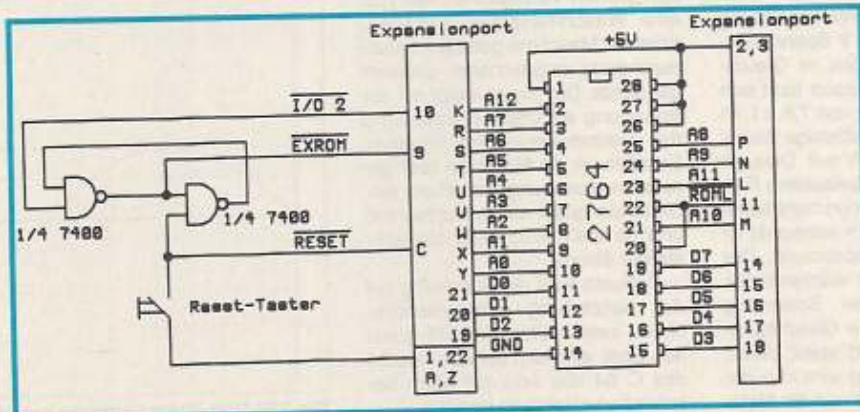 Expansionport
Expansionport
+5V
2,3
I/O 2 10 K A12 2
1 28
27
R A7 3 26
EXROM 9 S A6 4 25 A8 P
T A5 5 24 A9 N
U A4 6 23 A11 L
V A3 7 22 ROML 11
W A2 8 21 A10 M
2764
1/4 7400
1/4 7400
RESET C X A1 9 20
Y A0 10 19 D7 14
21 D0 11 18 D6 15
Reset-Taster
20 D1 12 17 D5 16
19 D2 13 16 D4 17
1,22 GND 14 15 D3 18
A,Z